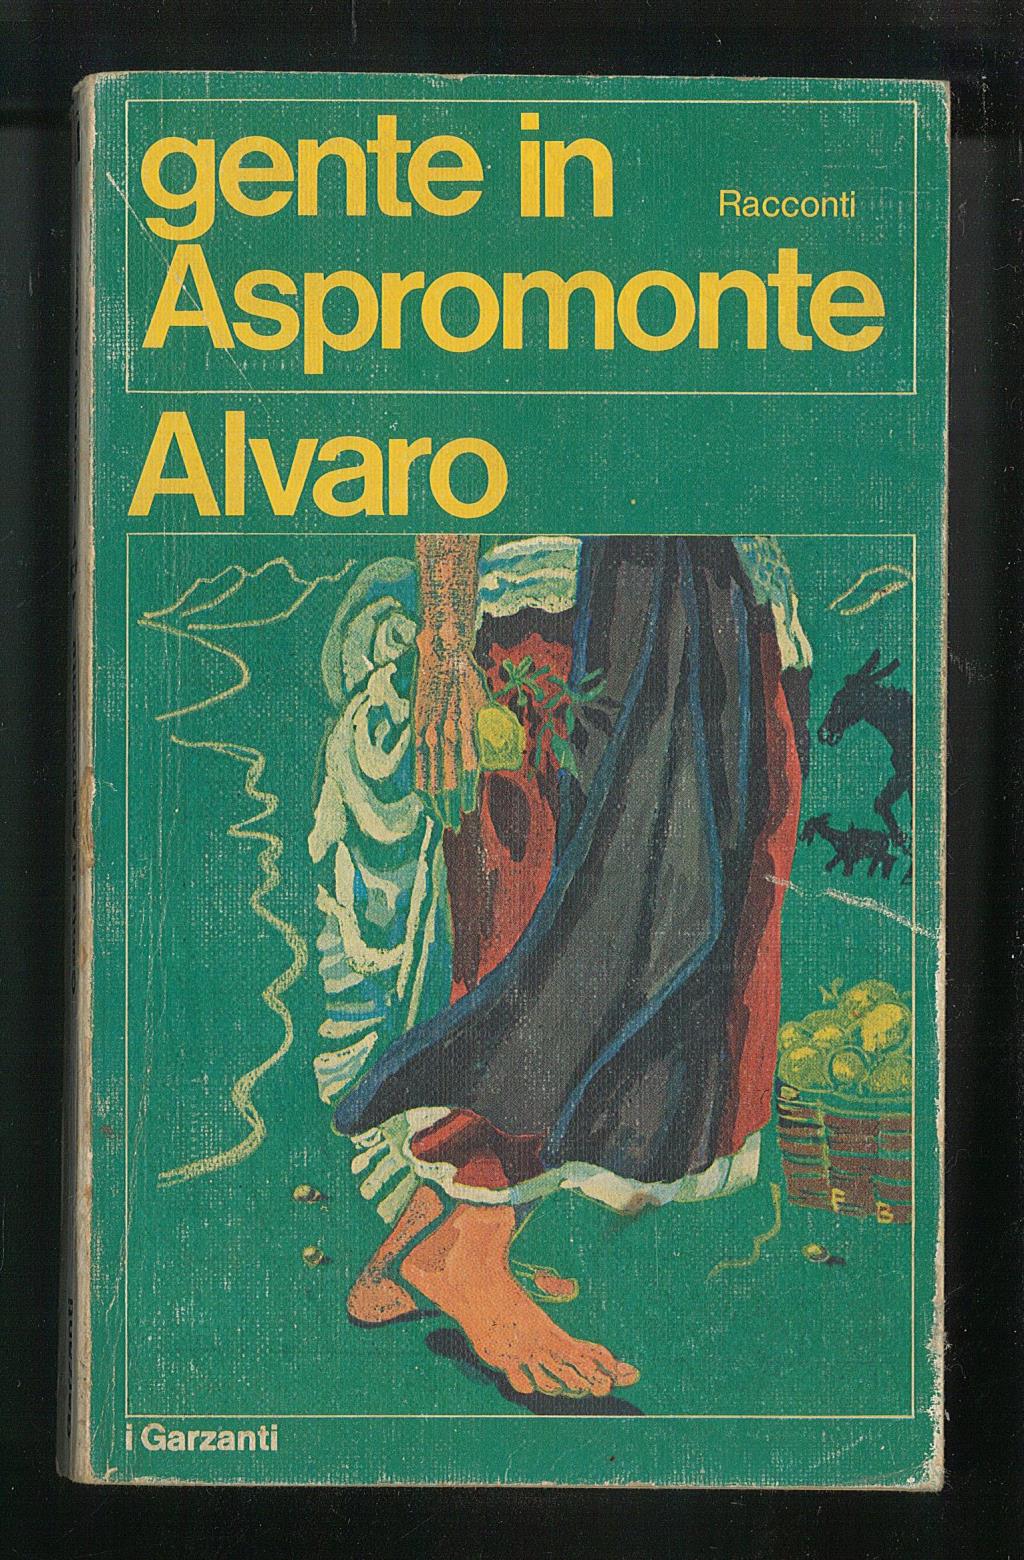 gente in
Racconti
Aspromonte
Alvaro
F
B
i Garzanti